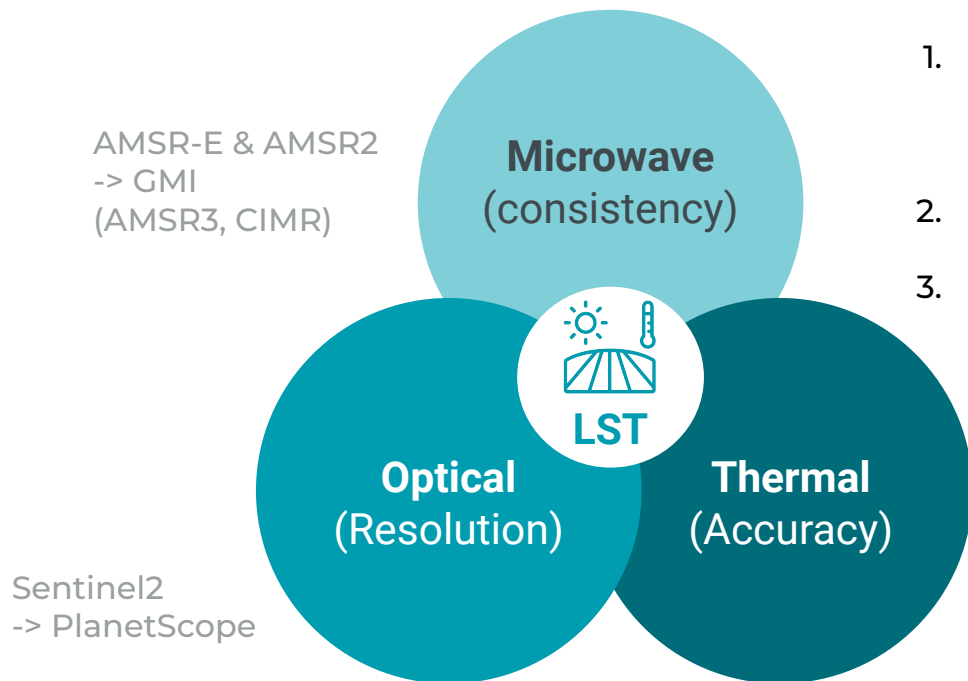 1.
AMSR-E & AMSR2
-> GMI
(AMSR3, CIMR)
Microwave
(consistency)
2.
3.
LST
Optical
(Resolution)
Thermal
(Accuracy)
Sentinel2
-> PlanetScope